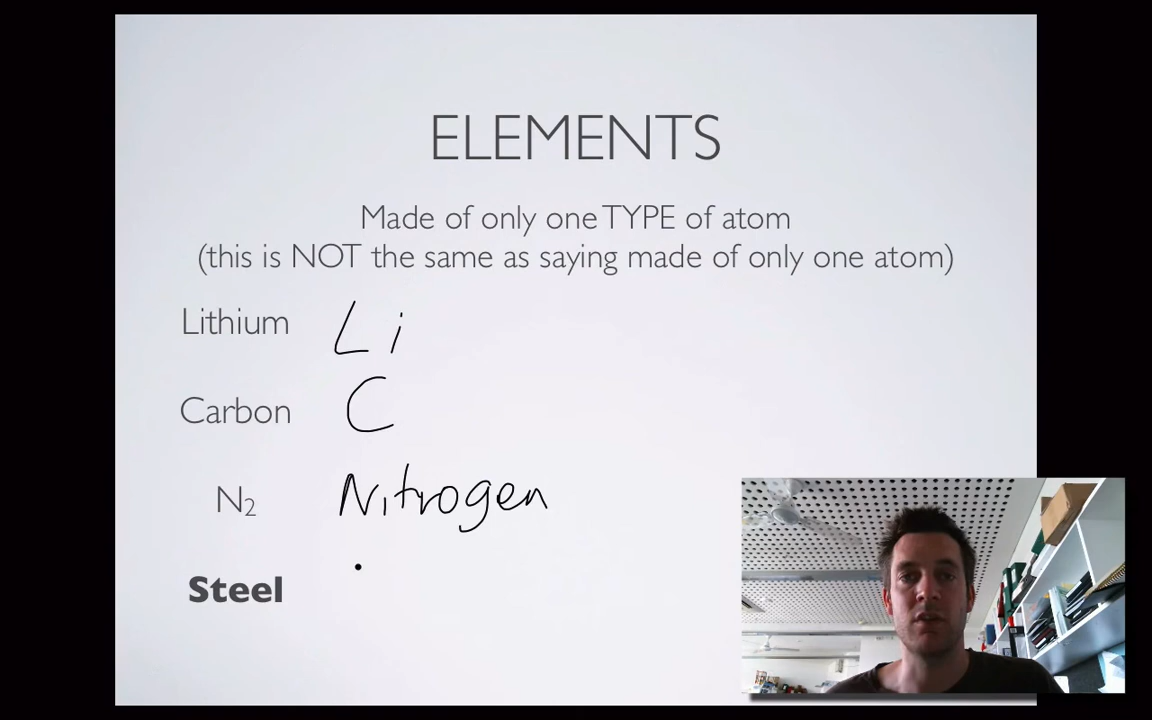 ELEMENTS
Made of only one TYPE of atom
(this is NOT the same as saying made of only one atom)
Lithium Li
Carbon C
N₂ Nitrogen
Steel